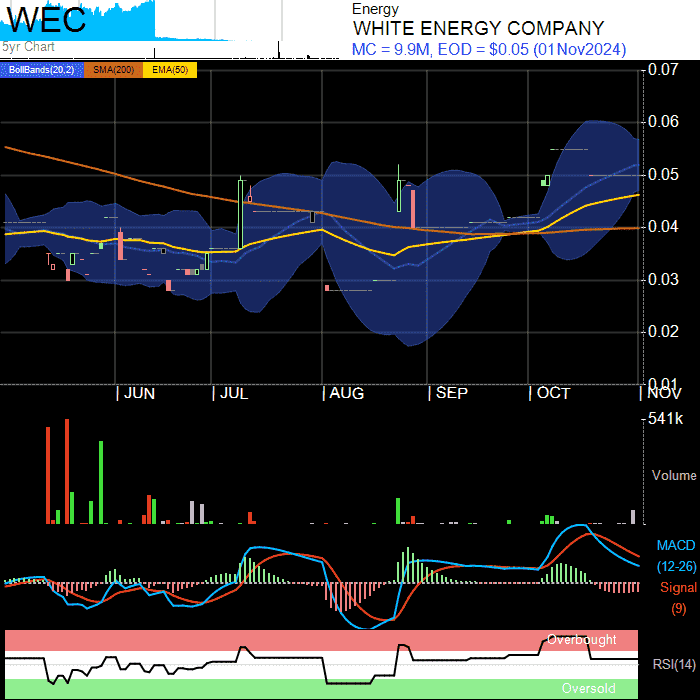 WEC
5yr Chart
Energy
WHITE ENERGY COMPANY
MC = 9.9M, EOD = $0.05 (01Nov2024)
BollBands(20,2) SMA(200) EMA(50)
0.07
0.06
0.05
0.04
0.03
0.02
0.01
JUN JUL AUG SEP OCT NOV
541k
Volume
MACD
(12-26)
Signal
(9)
Overbought
RSI(14)
Oversold